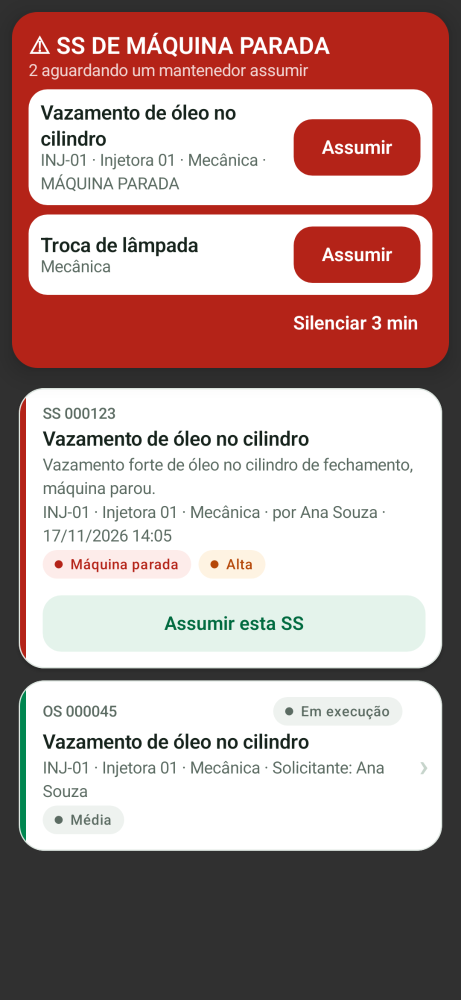 ⚠ SS DE MÁQUINA PARADA
2 aguardando um mantenedor assumir
Vazamento de óleo no
cilindro
INJ-01 · Injetora 01 · Mecânica ·
MÁQUINA PARADA
Assumir
Troca de lâmpada
Mecânica
Assumir
Silenciar 3 min
SS 000123
Vazamento de óleo no cilindro
Vazamento forte de óleo no cilindro de fechamento,
máquina parou.
INJ-01 · Injetora 01 · Mecânica · por Ana Souza ·
17/11/2026 14:05
Máquina parada
Alta
Assumir esta SS
OS 000045
Em execução
Vazamento de óleo no cilindro
INJ-01 · Injetora 01 · Mecânica · Solicitante: Ana
Souza
Média